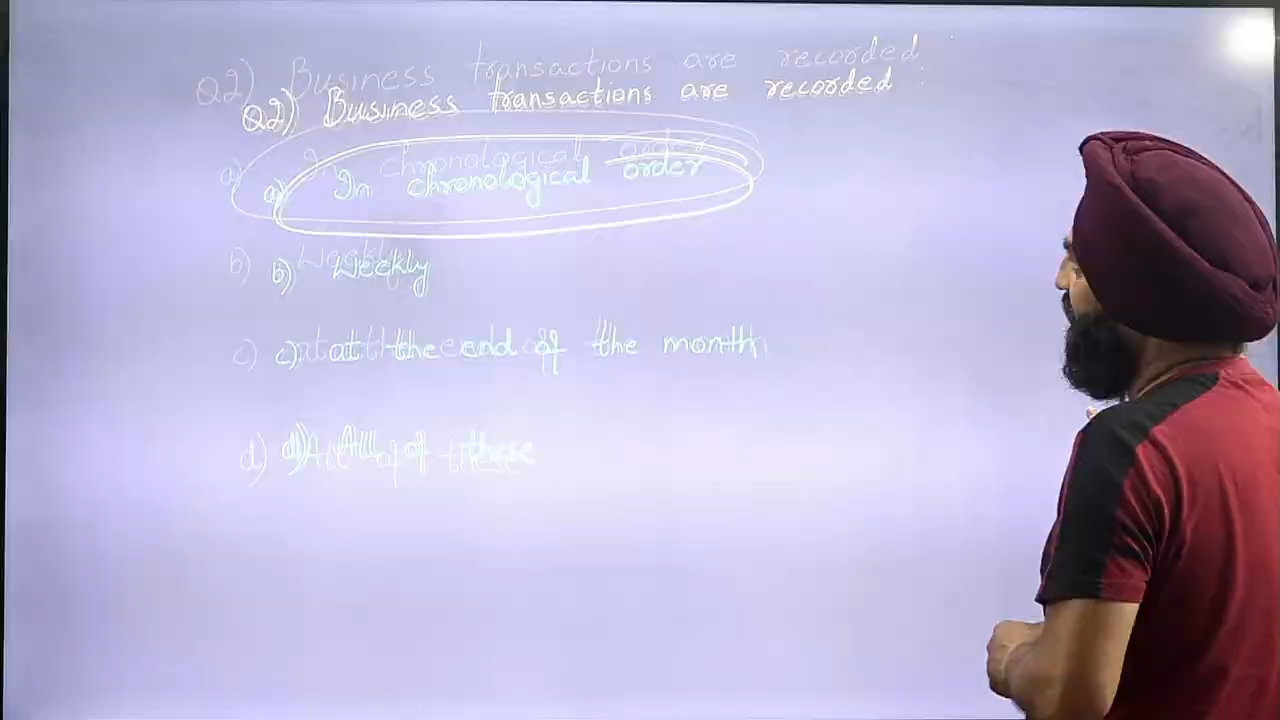 Q2) Business transactions are recorded :
a) In chronological order
b) Weekly
c) at the end of the month
d) All of these